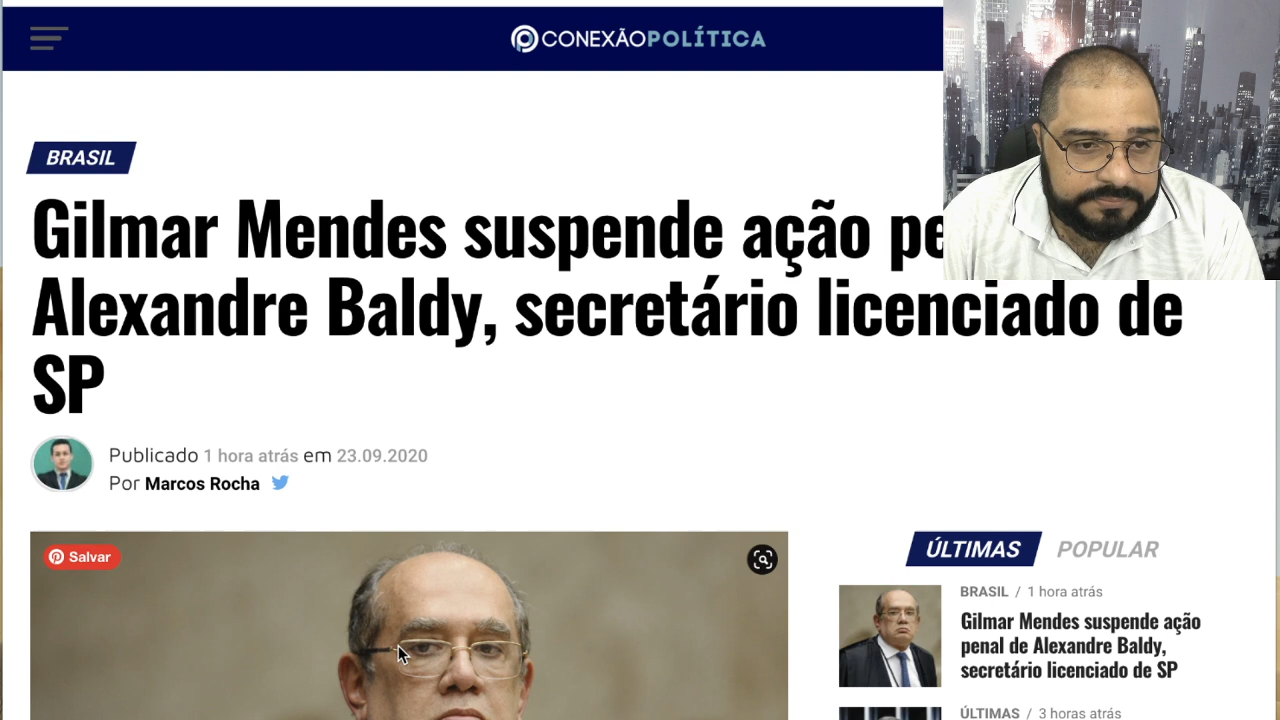 CONEXÃOPOLÍTICA
BRASIL
Gilmar Mendes suspende ação pe
Alexandre Baldy, secretário licenciado de
SP
Publicado 1 hora atrás em 23.09.2020
Por Marcos Rocha
Salvar
ÚLTIMAS POPULAR
BRASIL / 1 hora atrás
Gilmar Mendes suspende ação
penal de Alexandre Baldy,
secretário licenciado de SP
ÚLTIMAS / 3 horas atrás